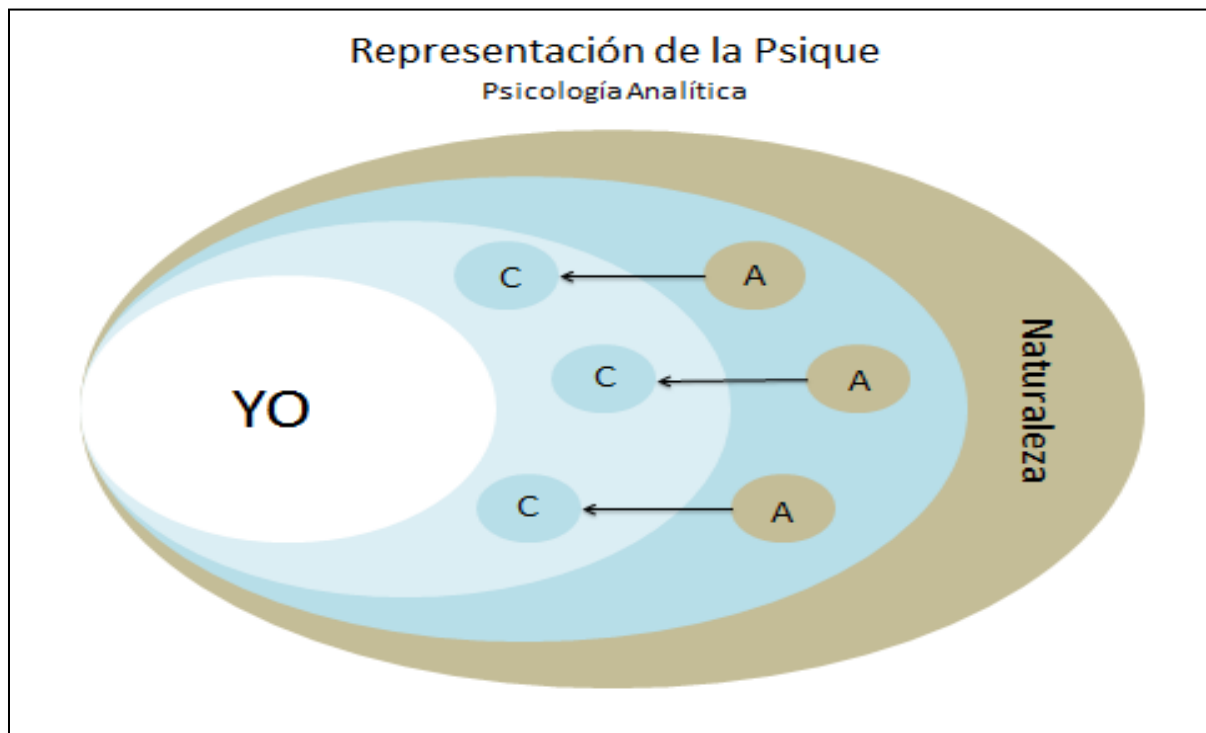 Representación de la Psique
Psicología Analítica
C
A
C
A
YO
C
A
Naturaleza